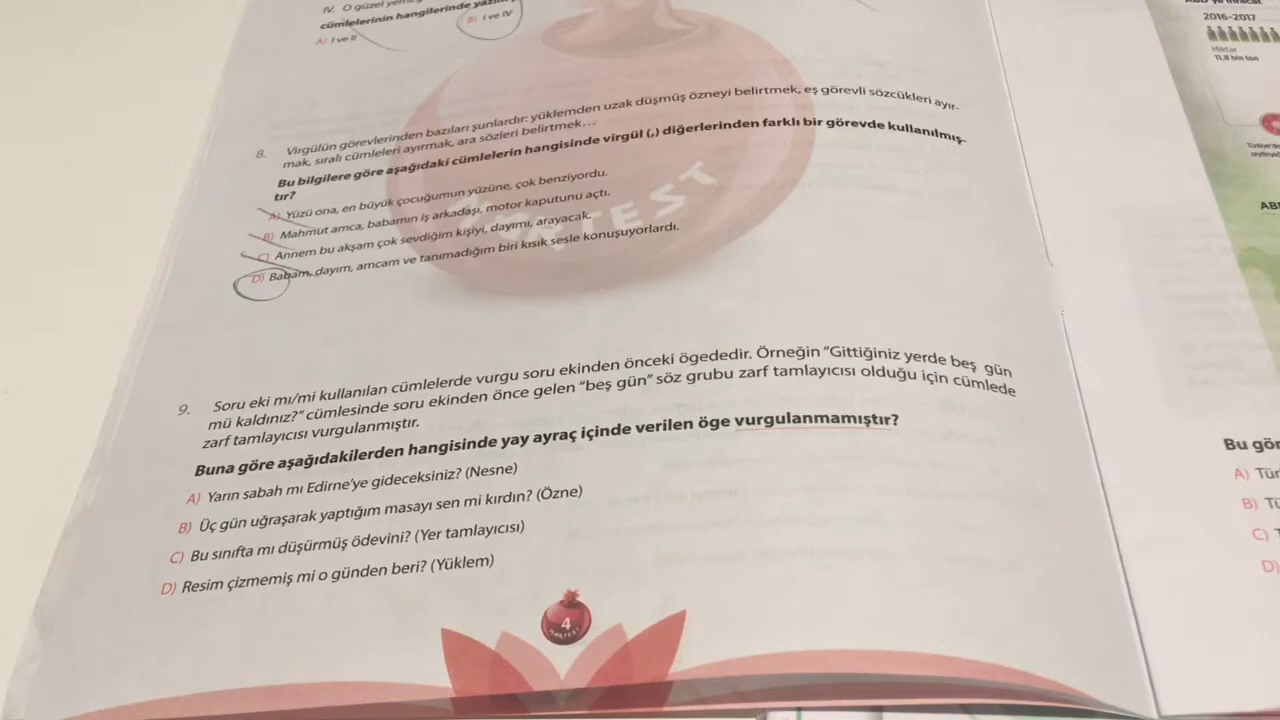 IV. O güzel
cümlelerinin hangilerinde
A) I ve II
B) I ve IV
8. Virgülün görevlerinden bazıları şunlardır: yüklemden uzak düşmüş özneyi belirtmek, eş görevli sözcükleri ayır-
mak, sıralı cümleleri ayırmak, ara sözleri belirtmek...
Bu bilgilere göre aşağıdaki cümlelerin hangisinde virgül (,) diğerlerinden farklı bir görevde kullanılmış-
tır?
A) Yüzü ona, en büyük çocuğumun yüzüne, çok benziyordu.
B) Mahmut amca, babamın iş arkadaşı, motor kaputunu açtı.
C) Annem bu akşam çok sevdiğim kişiyi, dayımı, arayacak.
D) Babam, dayım, amcam ve tanımadığım biri kısık sesle konuşuyorlardı.
9. Soru eki mı/mi kullanılan cümlelerde vurgu soru ekinden önceki ögededir. Örneğin "Gittiğiniz yerde beş gün
mü kaldınız?" cümlesinde soru ekinden önce gelen "beş gün" söz grubu zarf tamlayıcısı olduğu için cümlede
zarf tamlayıcısı vurgulanmıştır.
Buna göre aşağıdakilerden hangisinde yay ayraç içinde verilen öge vurgulanmamıştır?
A) Yarın sabah mı Edirne'ye gideceksiniz? (Nesne)
B) Üç gün uğraşarak yaptığım masayı sen mi kırdın? (Özne)
C) Bu sınıfta mı düşürmüş ödevini? (Yer tamlayıcısı)
D) Resim çizmemiş mi o günden beri? (Yüklem)
4
NARTEST
2016-2017
Miktar
11,8 bin ton
Bu gör
A) Tür
B) Tü
C) T
D)